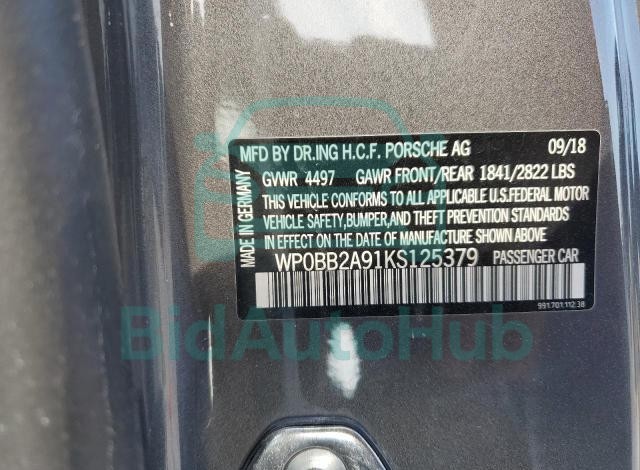 MFD BY DR.ING H.C.F. PORSCHE AG 09/18
GVWR 4497 GAWR FRONT/REAR 1841/2822 LBS
THIS VEHICLE CONFORMS TO ALL APPLICABLE U.S.FEDERAL MOTOR
VEHICLE SAFETY,BUMPER,AND THEFT PREVENTION STANDARDS
IN EFFECT ON THE DATE OF MANUFACTURE SHOWN ABOVE
WP0BB2A91KS125379 PASSENGER CAR
MADE IN GERMANY
991.701.112.38
BidAutoHub